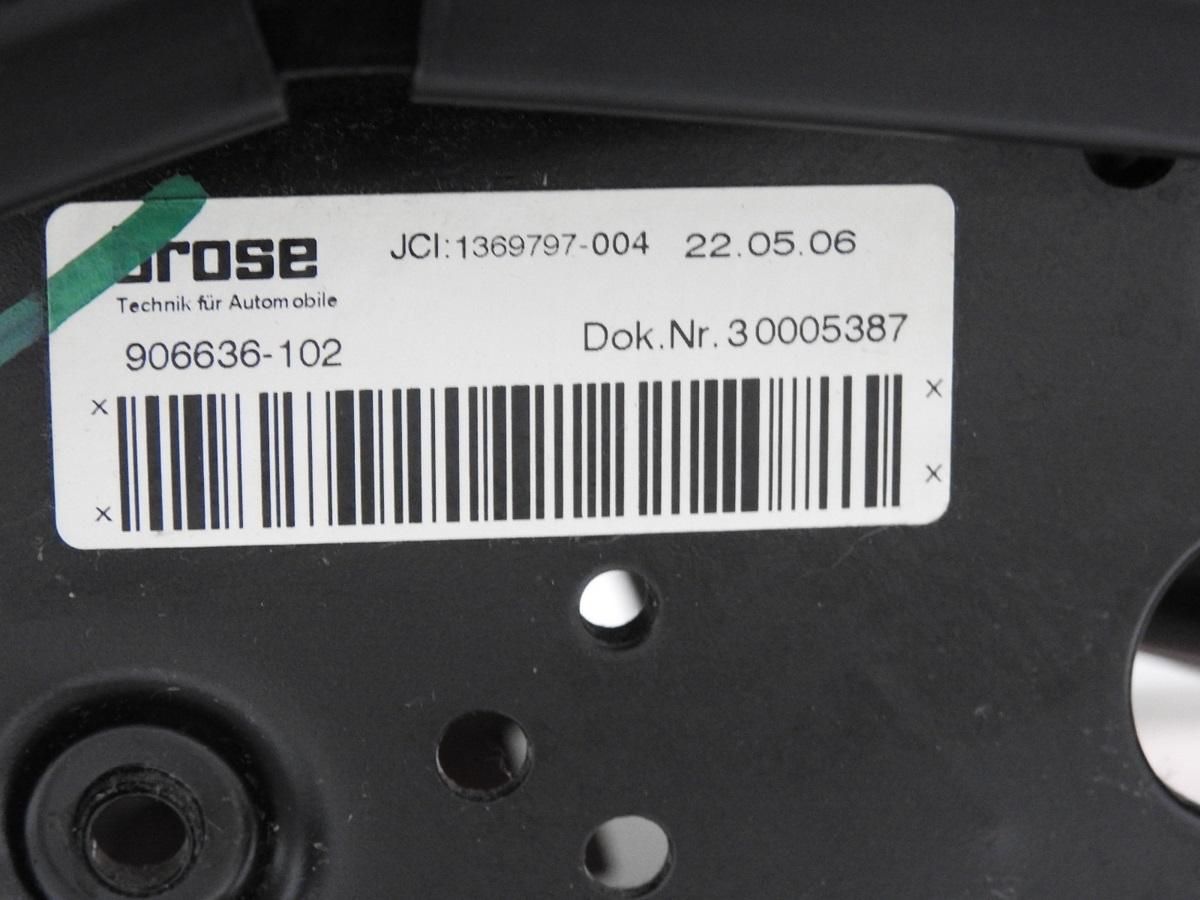 brose JCI:1369797-004 22.05.06
Technik für Automobile
906636-102 Dok.Nr.30005387